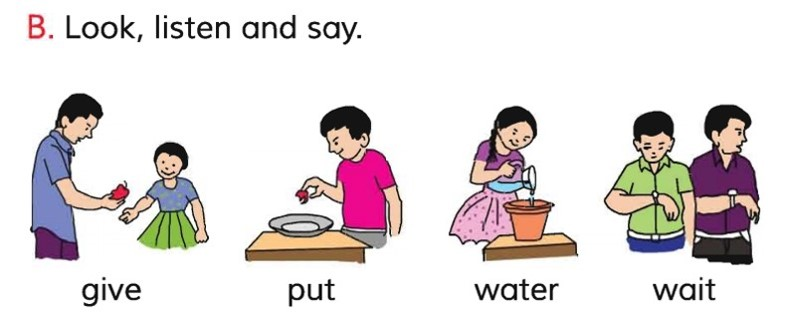 B. Look, listen and say.
give put water wait